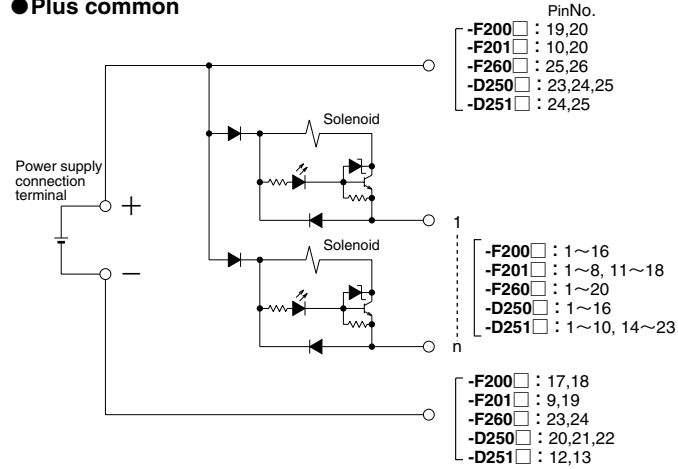 ●Plus common
PinNo.
-F200□ : 19,20
-F201□ : 10,20
-F260□ : 25,26
-D250□ : 23,24,25
-D251□ : 24,25
Solenoid
Power supply
connection
terminal
+
−
1
Solenoid
-F200□ : 1～16
-F201□ : 1～8, 11～18
-F260□ : 1～20
-D250□ : 1～16
-D251□ : 1～10, 14～23
n
-F200□ : 17,18
-F201□ : 9,19
-F260□ : 23,24
-D250□ : 20,21,22
-D251□ : 12,13